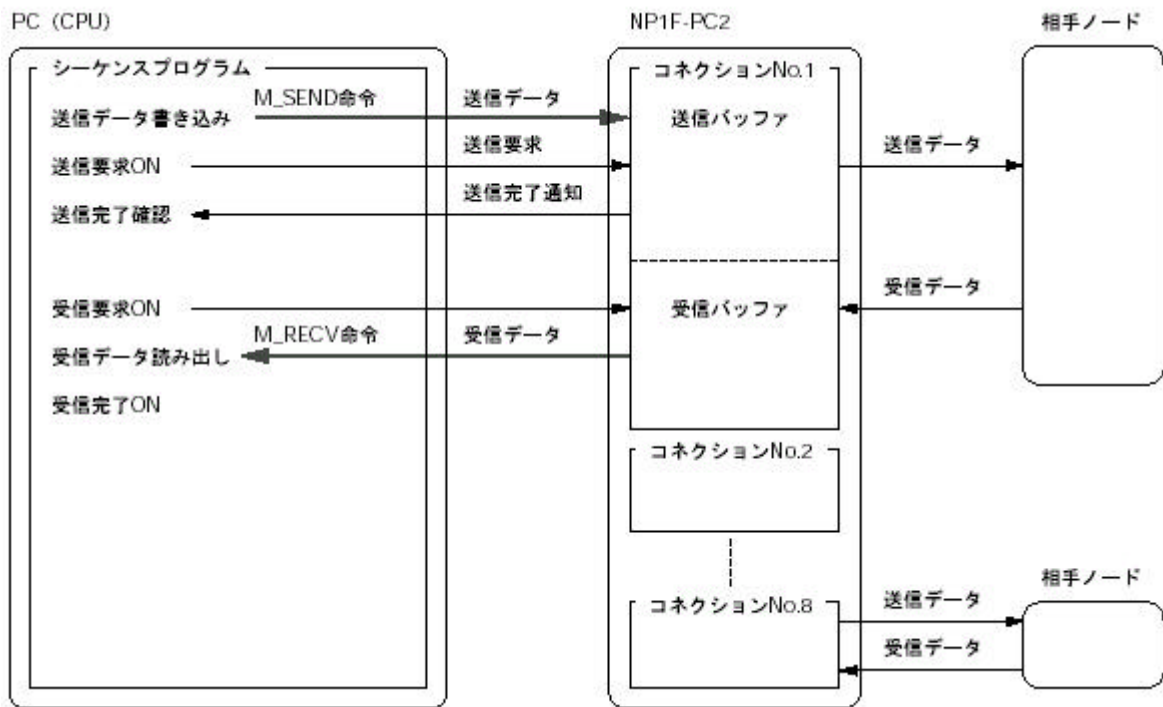 PC (CPU)
NP1F-PC2
相手ノード
シーケンスプログラム
コネクションNo.1
送信データ書き込み
M_SEND命令
送信データ
送信バッファ
送信要求ON
送信要求
送信データ
送信完了確認
送信完了通知
受信要求ON
受信バッファ
受信データ
受信データ読み出し
M_RECV命令
受信データ
受信完了ON
コネクションNo.2
相手ノード
コネクションNo.8
送信データ
受信データ